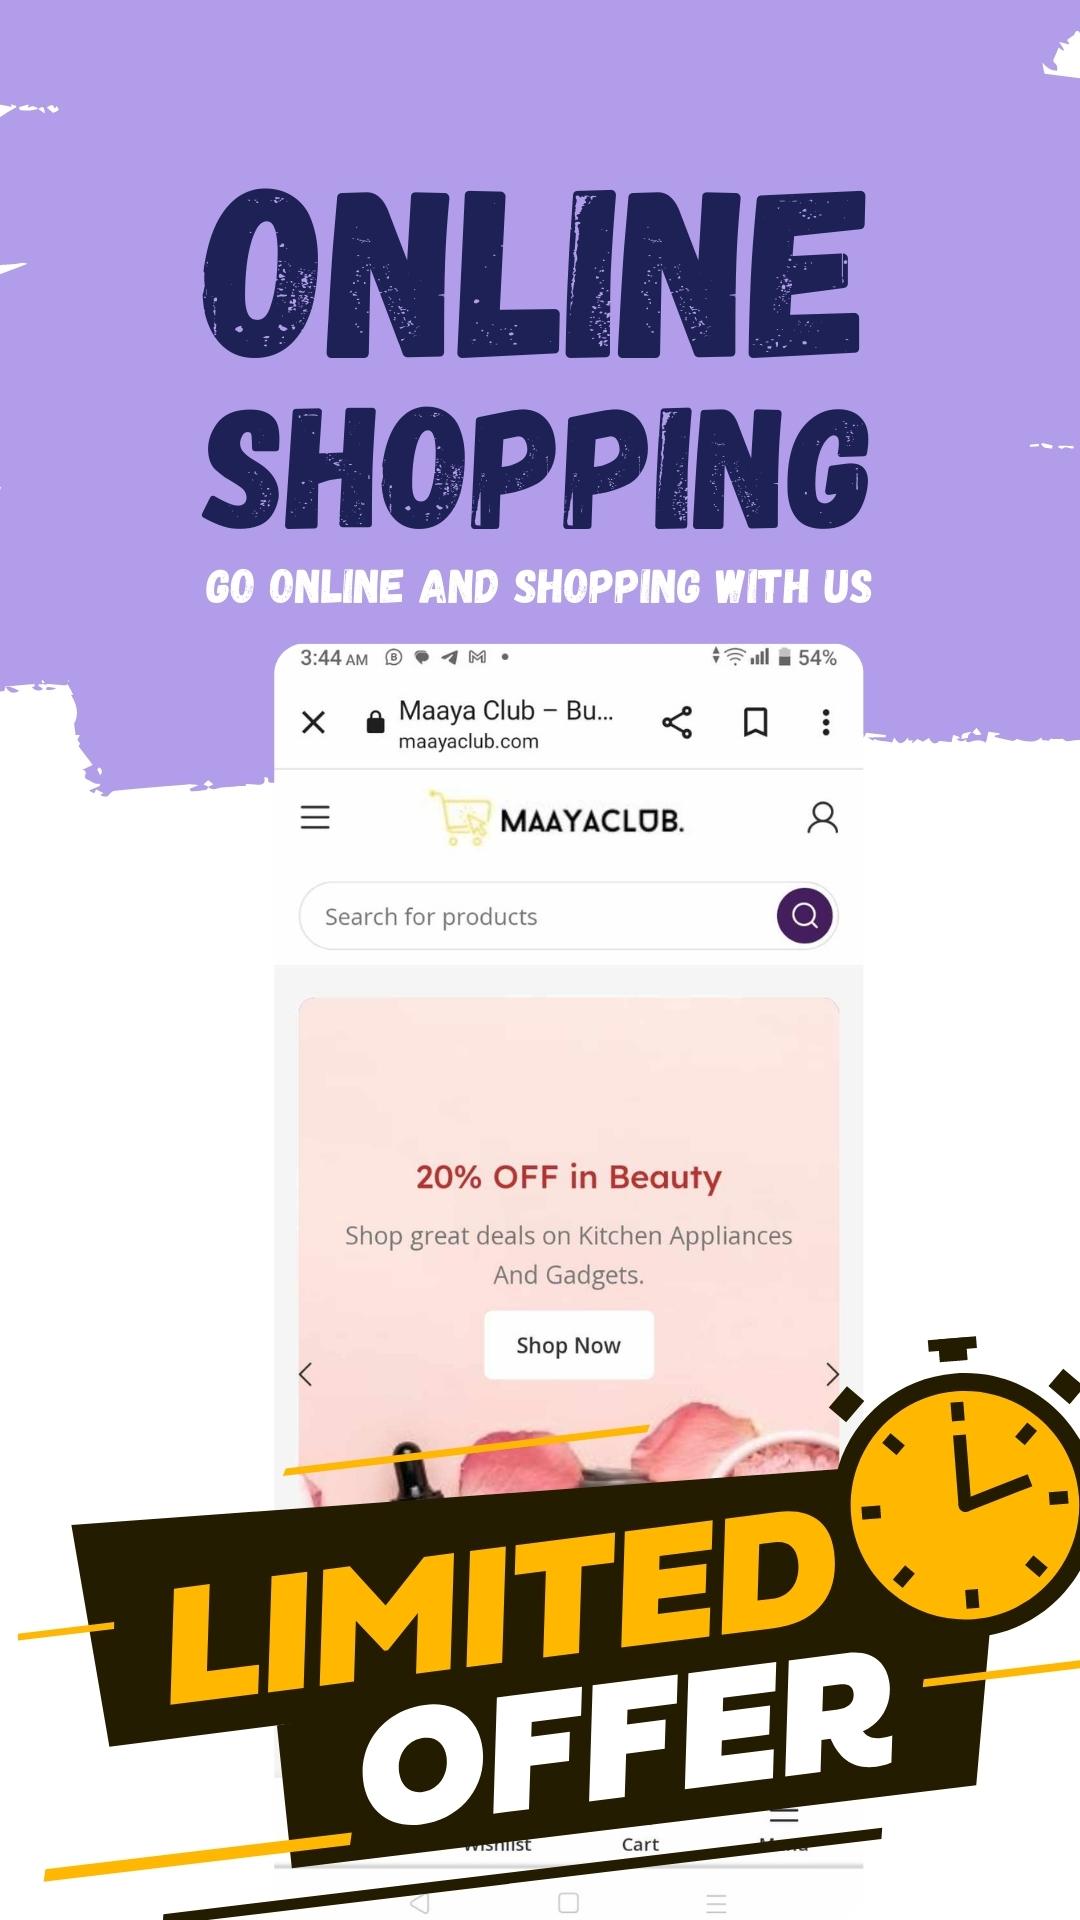 ONLINE
SHOPPING
GO ONLINE AND SHOPPING WITH US
3:44 AM 54%
Maaya Club – Bu...
maayaclub.com
MAAYACLUB.
Search for products
20% OFF in Beauty
Shop great deals on Kitchen Appliances
And Gadgets.
Shop Now
LIMITED
OFFER
Wishlist Cart Menu